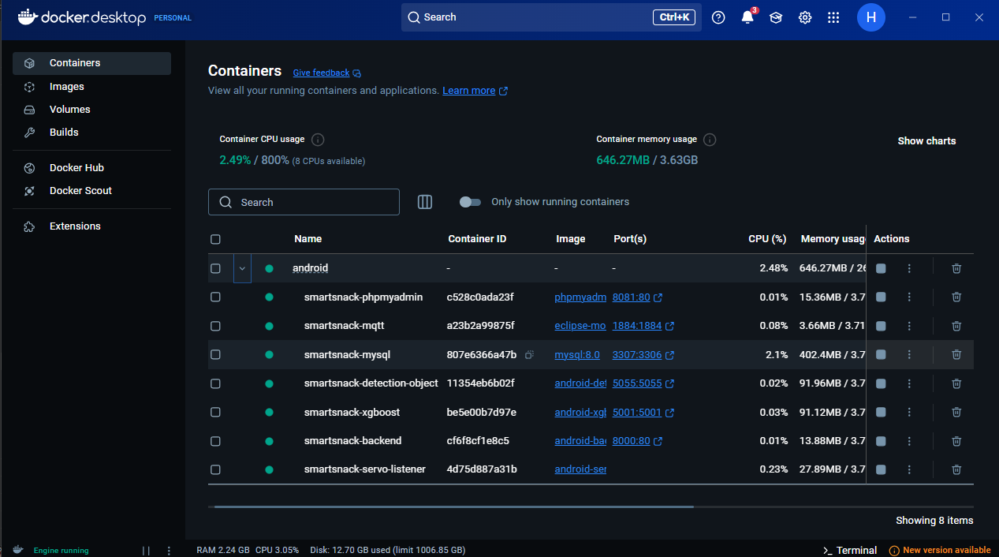 docker.desktop PERSONAL Search Ctrl+K 3 H
Containers
Images
Volumes
Builds
Docker Hub
Docker Scout
Extensions
Containers Give feedback
View all your running containers and applications. Learn more
Container CPU usage
2.49% / 800% (8 CPUs available)
Container memory usage
646.27MB / 3.63GB
Show charts
Search
Only show running containers
Name Container ID Image Port(s) CPU (%) Memory usag Actions
android - - - 2.48% 646.27MB / 26
smartsnack-phpmyadmin c528c0ada23f phpmyadm 8081:80 0.01% 15.36MB / 3.7
smartsnack-mqtt a23b2a99875f eclipse-mo 1884:1884 0.08% 3.66MB / 3.71
smartsnack-mysql 807e6366a47b mysql:8.0 3307:3306 2.1% 402.4MB / 3.7
smartsnack-detection-object 11354eb6b02f android-det 5055:5055 0.02% 91.96MB / 3.7
smartsnack-xgboost be5e00b7d97e android-xgl 5001:5001 0.03% 91.12MB / 3.7
smartsnack-backend cf6f8cf1e8c5 android-bac 8000:80 0.01% 13.88MB / 3.7
smartsnack-servo-listener 4d75d887a31b android-ser 0.23% 27.89MB / 3.7
Showing 8 items
Engine running RAM 2.24 GB CPU 3.05% Disk: 12.70 GB used (limit 1006.85 GB) >_ Terminal New version available